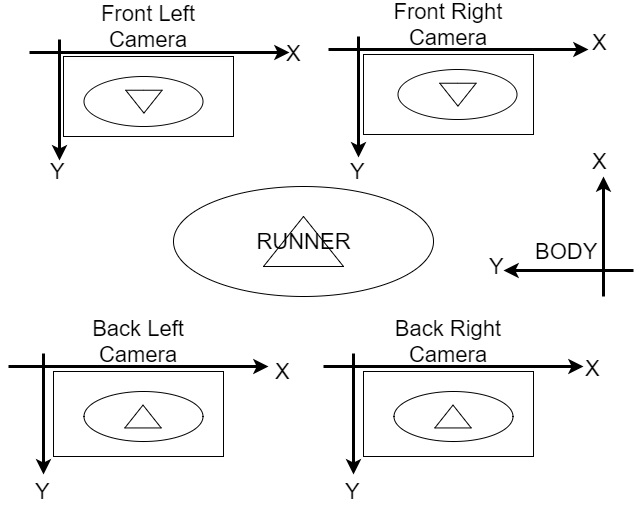 Front Left
Camera
X
Y
Front Right
Camera
X
Y
RUNNER
X
BODY
Y
Back Left
Camera
X
Y
Back Right
Camera
X
Y